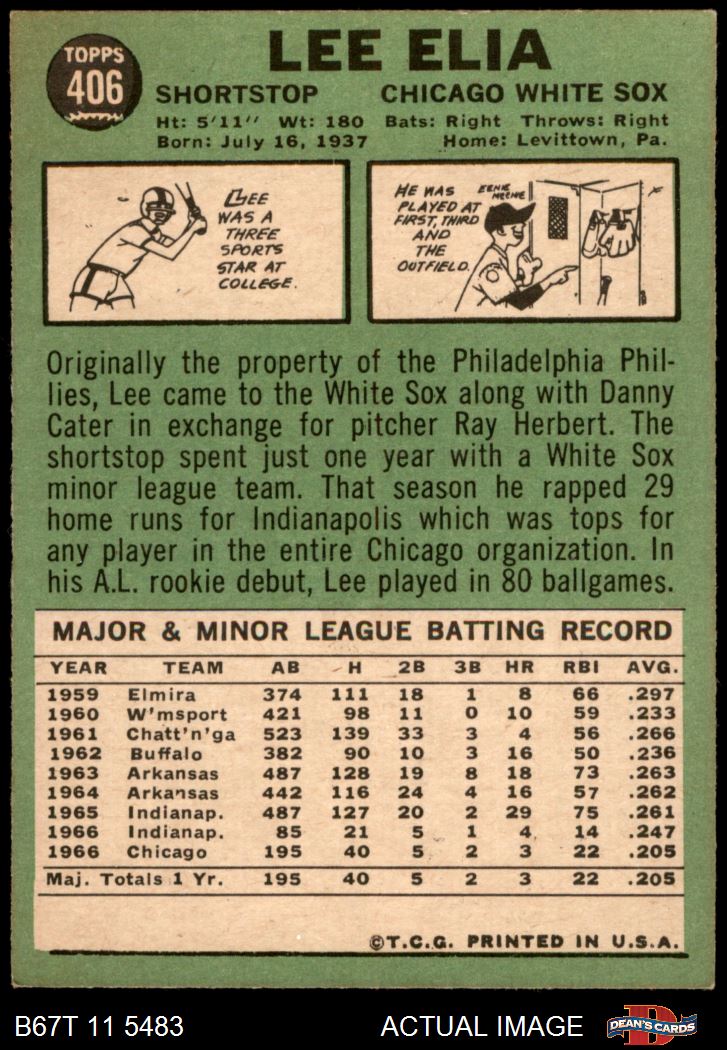 TOPPS
406
LEE ELIA
SHORTSTOP CHICAGO WHITE SOX
Ht: 5'11" Wt: 180 Bats: Right Throws: Right
Born: July 16, 1937 Home: Levittown, Pa.
LEE
WAS A
THREE
SPORTS
STAR AT
COLLEGE.
HE WAS
PLAYED AT
FIRST, THIRD
AND
THE
OUTFIELD.
EENIE
MEENIE
Originally the property of the Philadelphia Phil-
lies, Lee came to the White Sox along with Danny
Cater in exchange for pitcher Ray Herbert. The
shortstop spent just one year with a White Sox
minor league team. That season he rapped 29
home runs for Indianapolis which was tops for
any player in the entire Chicago organization. In
his A.L. rookie debut, Lee played in 80 ballgames.
MAJOR & MINOR LEAGUE BATTING RECORD
YEAR TEAM AB H 2B 3B HR RBI AVG.
1959 Elmira 374 111 18 1 8 66 .297
1960 W'msport 421 98 11 0 10 59 .233
1961 Chatt'n'ga 523 139 33 3 4 56 .266
1962 Buffalo 382 90 10 3 16 50 .236
1963 Arkansas 487 128 19 8 18 73 .263
1964 Arkansas 442 116 24 4 16 57 .262
1965 Indianap. 487 127 20 2 29 75 .261
1966 Indianap. 85 21 5 1 4 14 .247
1966 Chicago 195 40 5 2 3 22 .205
Maj. Totals 1 Yr. 195 40 5 2 3 22 .205
©T.C.G. PRINTED IN U.S.A.
B67T 11 5483 ACTUAL IMAGE
D
DEAN'S CARDS